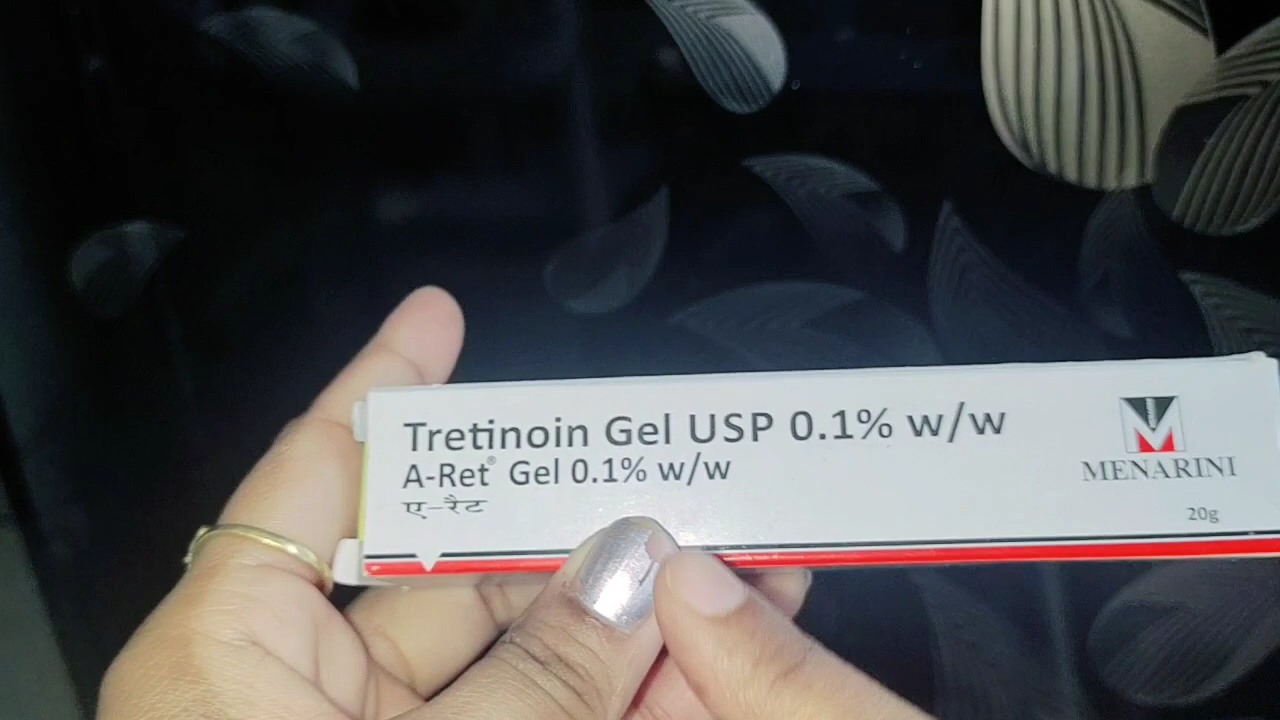 Tretinoin Gel USP 0.1% w/w
A-Ret® Gel 0.1% w/w
ए-रैट
MENARINI
20g